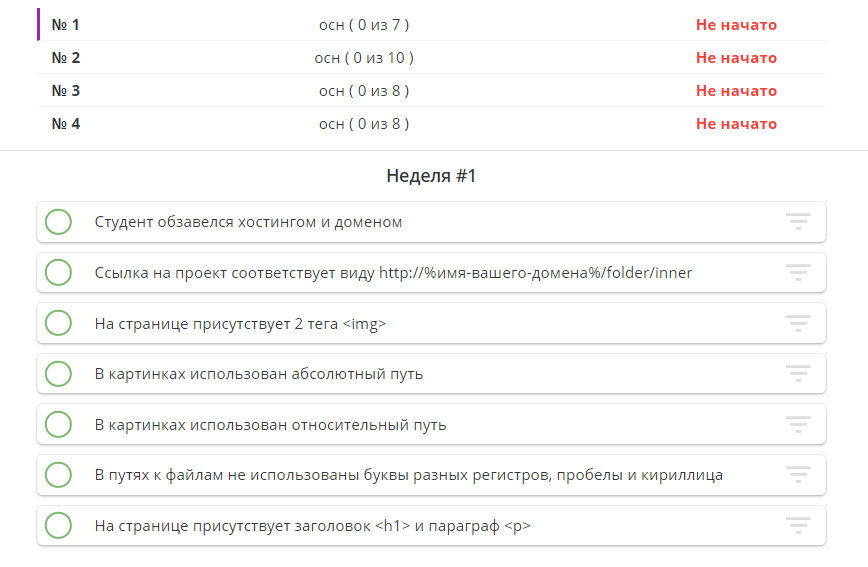 № 1 осн ( 0 из 7 ) Не начато
№ 2 осн ( 0 из 10 ) Не начато
№ 3 осн ( 0 из 8 ) Не начато
№ 4 осн ( 0 из 8 ) Не начато
Неделя #1
Студент обзавелся хостингом и доменом
Ссылка на проект соответствует виду http://%имя-вашего-домена%/folder/inner
На странице присутствует 2 тега <img>
В картинках использован абсолютный путь
В картинках использован относительный путь
В путях к файлам не использованы буквы разных регистров, пробелы и кириллица
На странице присутствует заголовок <h1> и параграф <p>